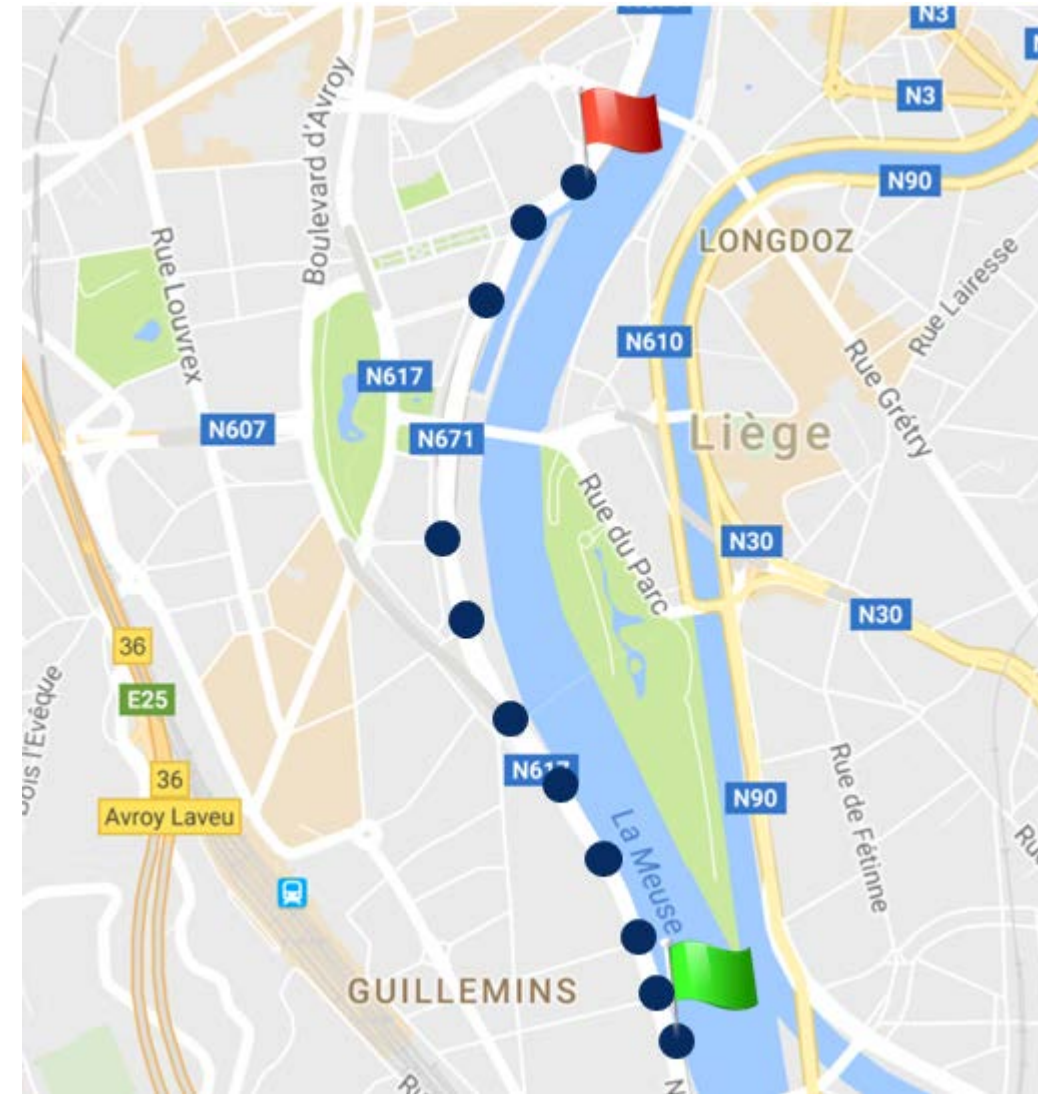 N3
N3
Boulevard d'Avroy
N90
LONGDOZ
Rue Louvrex
Rue Lairesse
N610
N617
Rue Grétry
N607
N671
Liège
Rue du Parc
N30
N30
36
E25
N617
36
Avroy Laveu
N90
Rue de Fétinne
La Meuse
GUILLEMINS